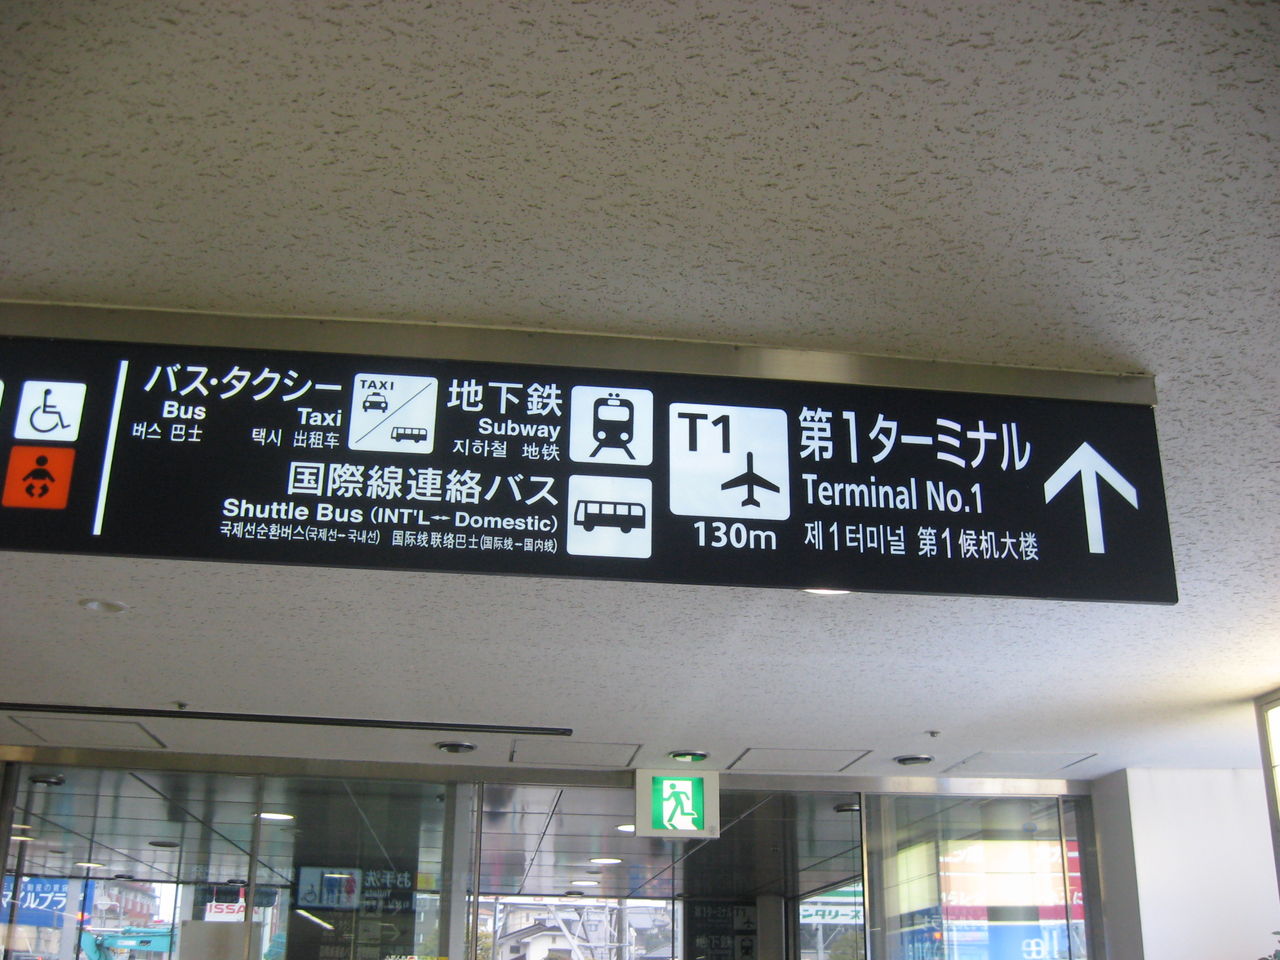 バス・タクシー
Bus Taxi
버스 巴士 택시 出租车
TAXI
地下鉄
Subway
지하철 地铁
国際線連絡バス
Shuttle Bus (INT'L↔Domestic)
국제선순환버스(국제선↔국내선) 国际线联络巴士(国际线↔国内线)
T1
130m
第1ターミナル
Terminal No.1
제1터미널 第1候机大楼
お手洗